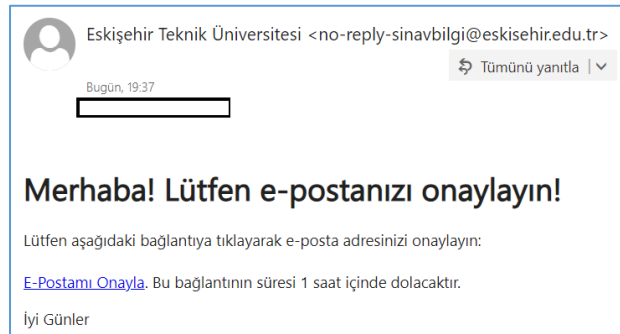 Eskişehir Teknik Üniversitesi <no-reply-sinavbilgi@eskisehir.edu.tr>
Tümünü yanıtla
Bugün, 19:37
Merhaba! Lütfen e-postanızı onaylayın!
Lütfen aşağıdaki bağlantıya tıklayarak e-posta adresinizi onaylayın:
E-Postamı Onayla. Bu bağlantının süresi 1 saat içinde dolacaktır.
İyi Günler